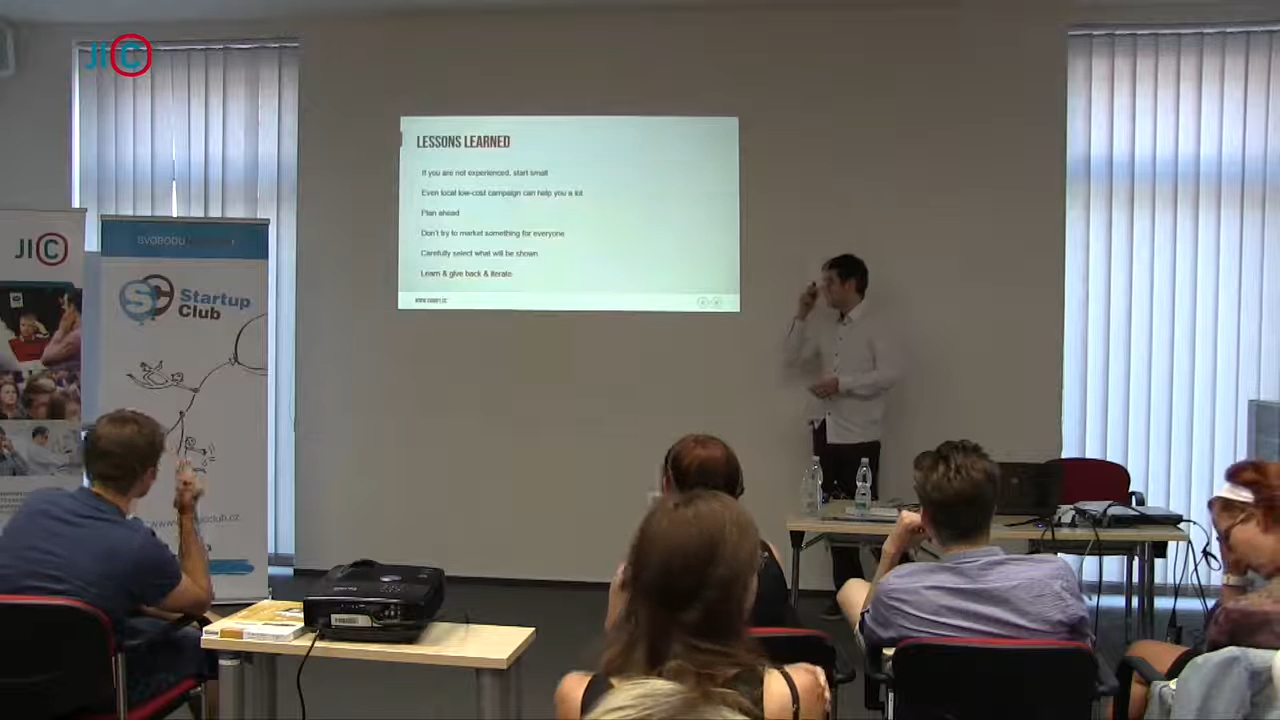 JIC
LESSONS LEARNED
If you are not experienced, start small
Even local low-cost campaign can help you a lot
Plan ahead
Don't try to market something for everyone
Carefully select what will be shown
Learn & give back & iterate
JIC
SC Startup
Club